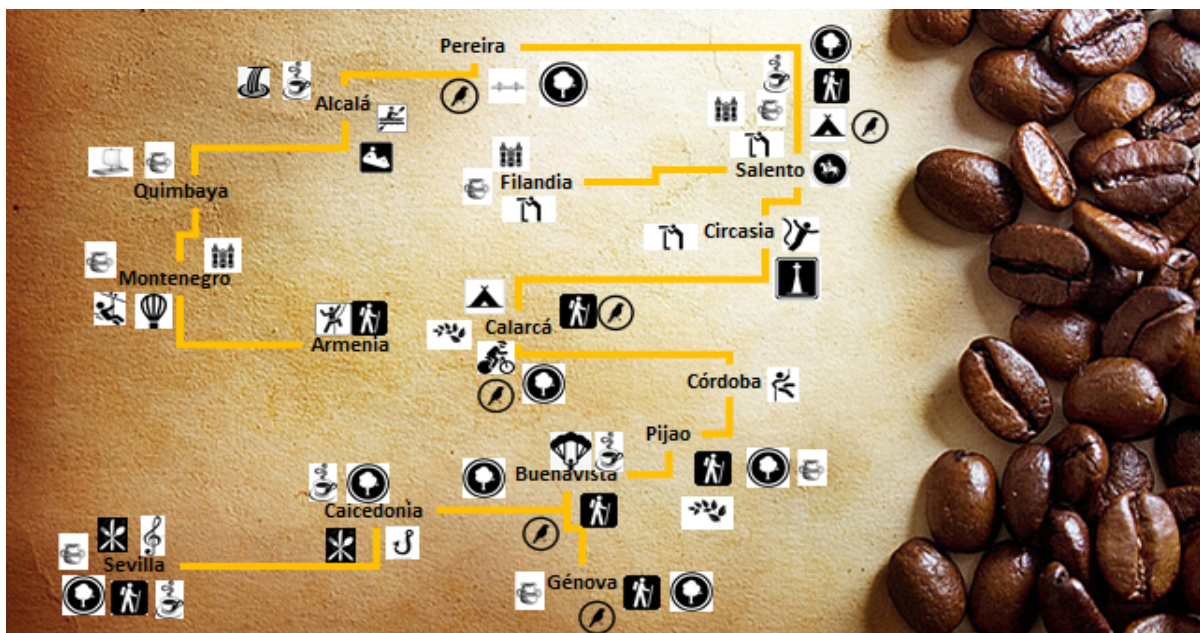 Pereira
Alcalá
Quimbaya
Filandia
Salento
Circasia
Montenegro
Armenia
Calarcá
Córdoba
Pijao
Buenavista
Caicedonia
Sevilla
Génova